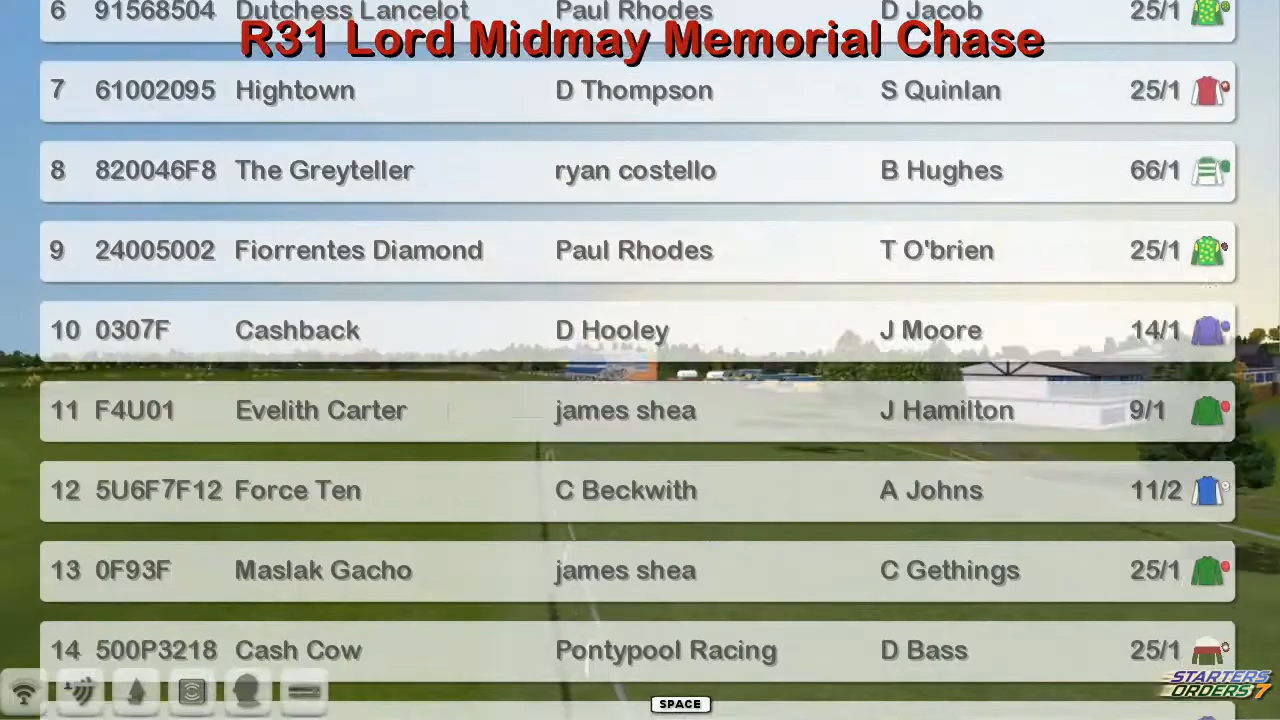 6 91568504 Dutchess Lancelot Paul Rhodes D Jacob 25/1
R31 Lord Midmay Memorial Chase
7 61002095 Hightown D Thompson S Quinlan 25/1
8 820046F8 The Greyteller ryan costello B Hughes 66/1
9 24005002 Fiorrentes Diamond Paul Rhodes T O'brien 25/1
10 0307F Cashback D Hooley J Moore 14/1
11 F4U01 Evelith Carter james shea J Hamilton 9/1
12 5U6F7F12 Force Ten C Beckwith A Johns 11/2
13 0F93F Maslak Gacho james shea C Gethings 25/1
14 500P3218 Cash Cow Pontypool Racing D Bass 25/1
STARTERS
ORDERS 7
SPACE